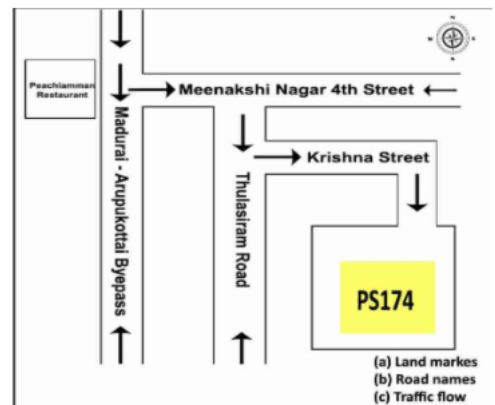 Peachiamman
Restaurant
Meenakshi Nagar 4th Street
Madurai - Arupukottai Byepass
Thulasiram Road
Krishna Street
PS174
(a) Land markes
(b) Road names
(c) Traffic flow